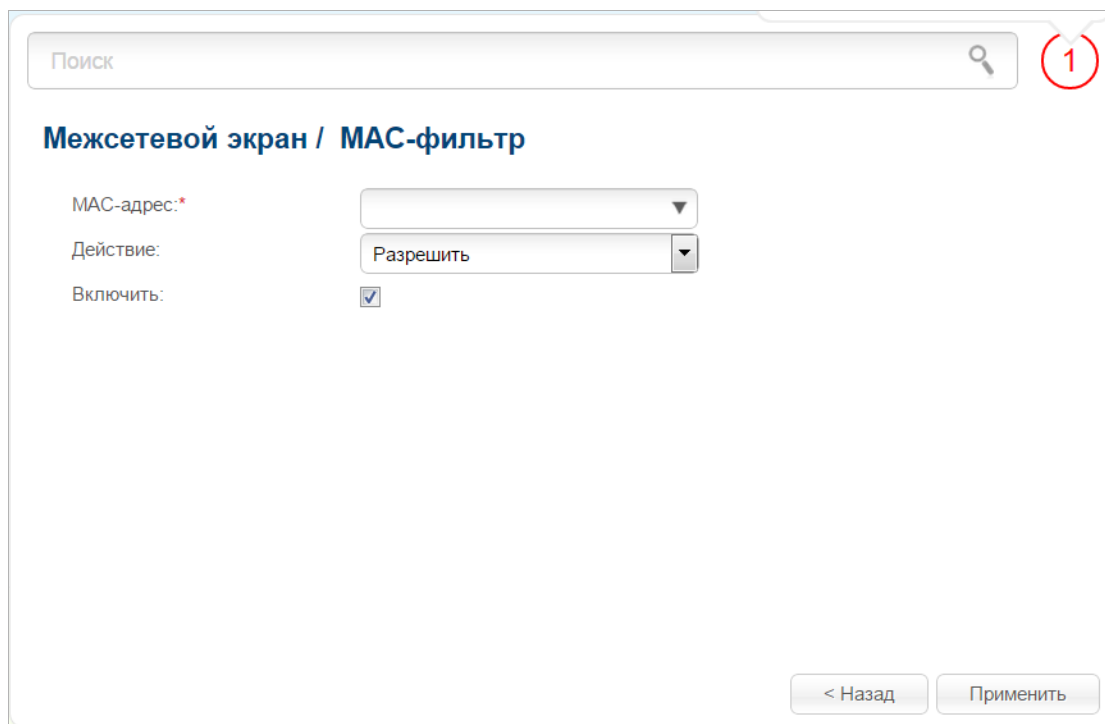 Поиск
1
Межсетевой экран / MAC-фильтр
MAC-адрес:*
Действие:
Разрешить
Включить:
< Назад
Применить